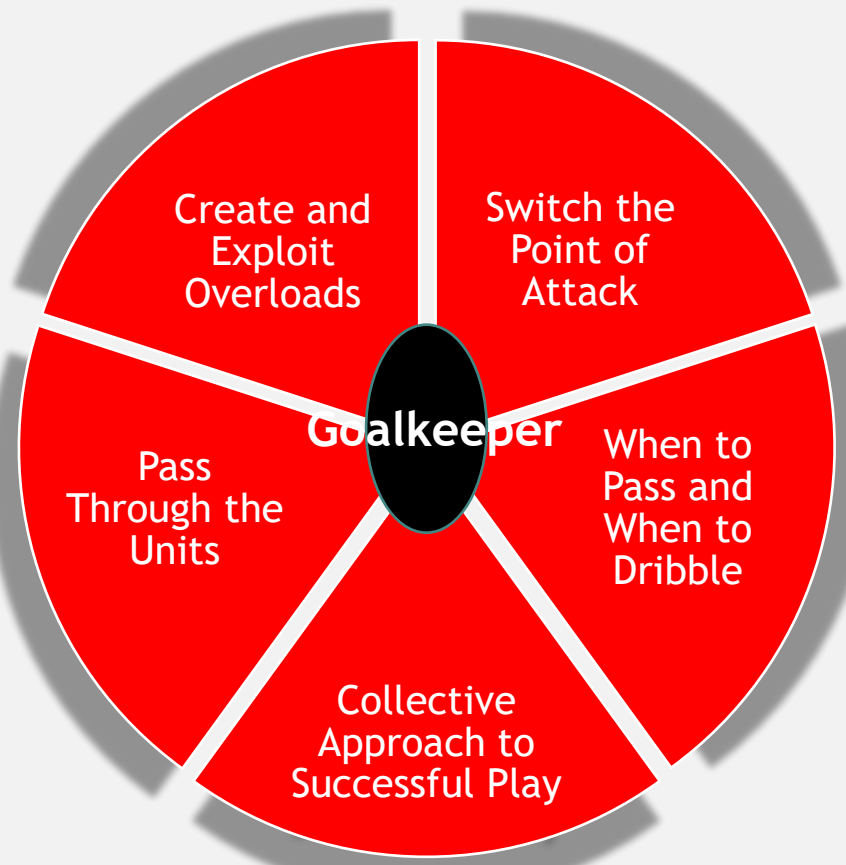 Create and
Exploit
Overloads
Switch the
Point of
Attack
Goalkeeper
When to
Pass and
When to
Dribble
Pass
Through the
Units
Collective
Approach to
Successful Play